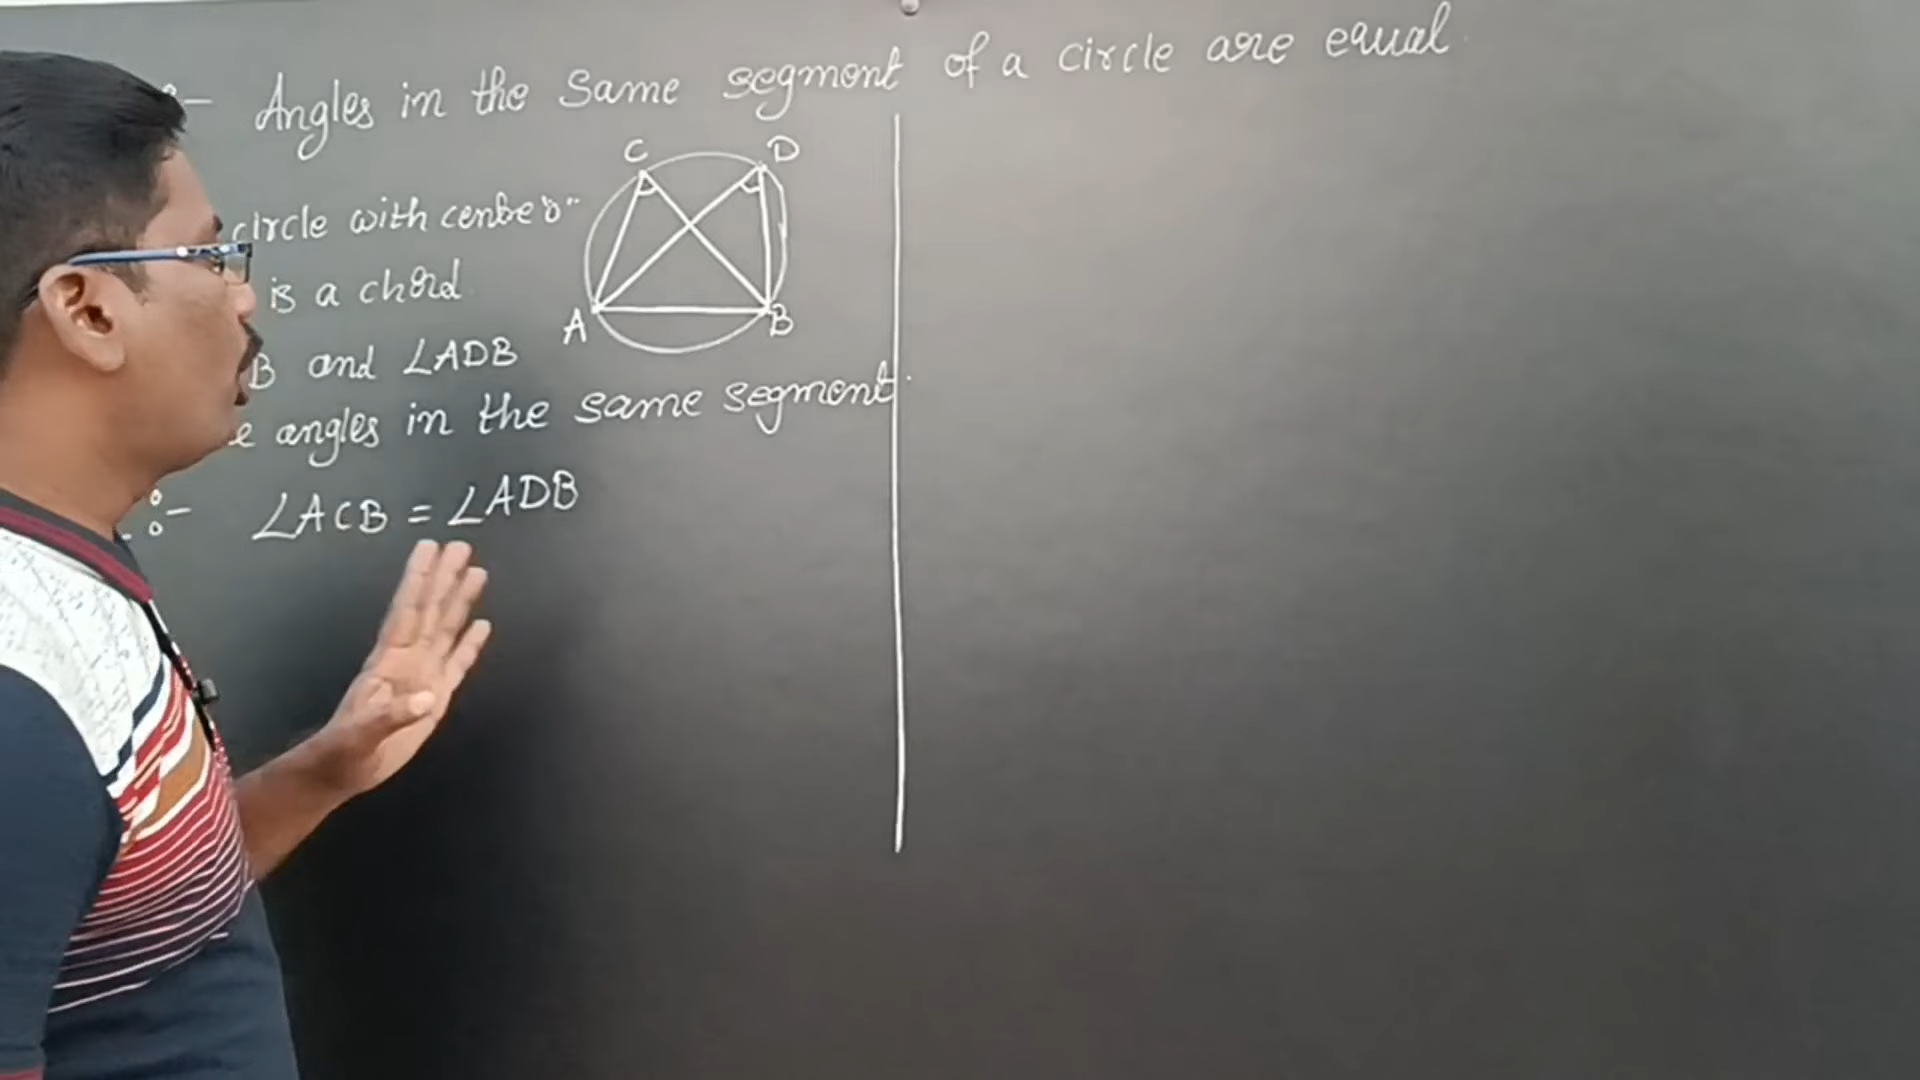 Angles in the same segment of a circle are equal.
circle with centre "o"
is a chord.
C D
A B
B and ∠ADB
angles in the same segment.
:- ∠ACB = ∠ADB